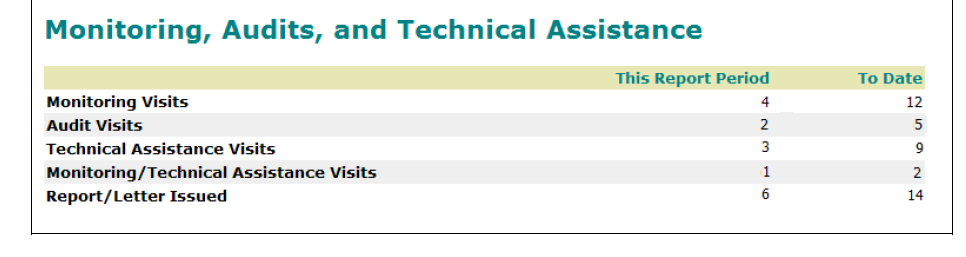 Monitoring, Audits, and Technical Assistance
This Report Period To Date
Monitoring Visits 4 12
Audit Visits 2 5
Technical Assistance Visits 3 9
Monitoring/Technical Assistance Visits 1 2
Report/Letter Issued 6 14